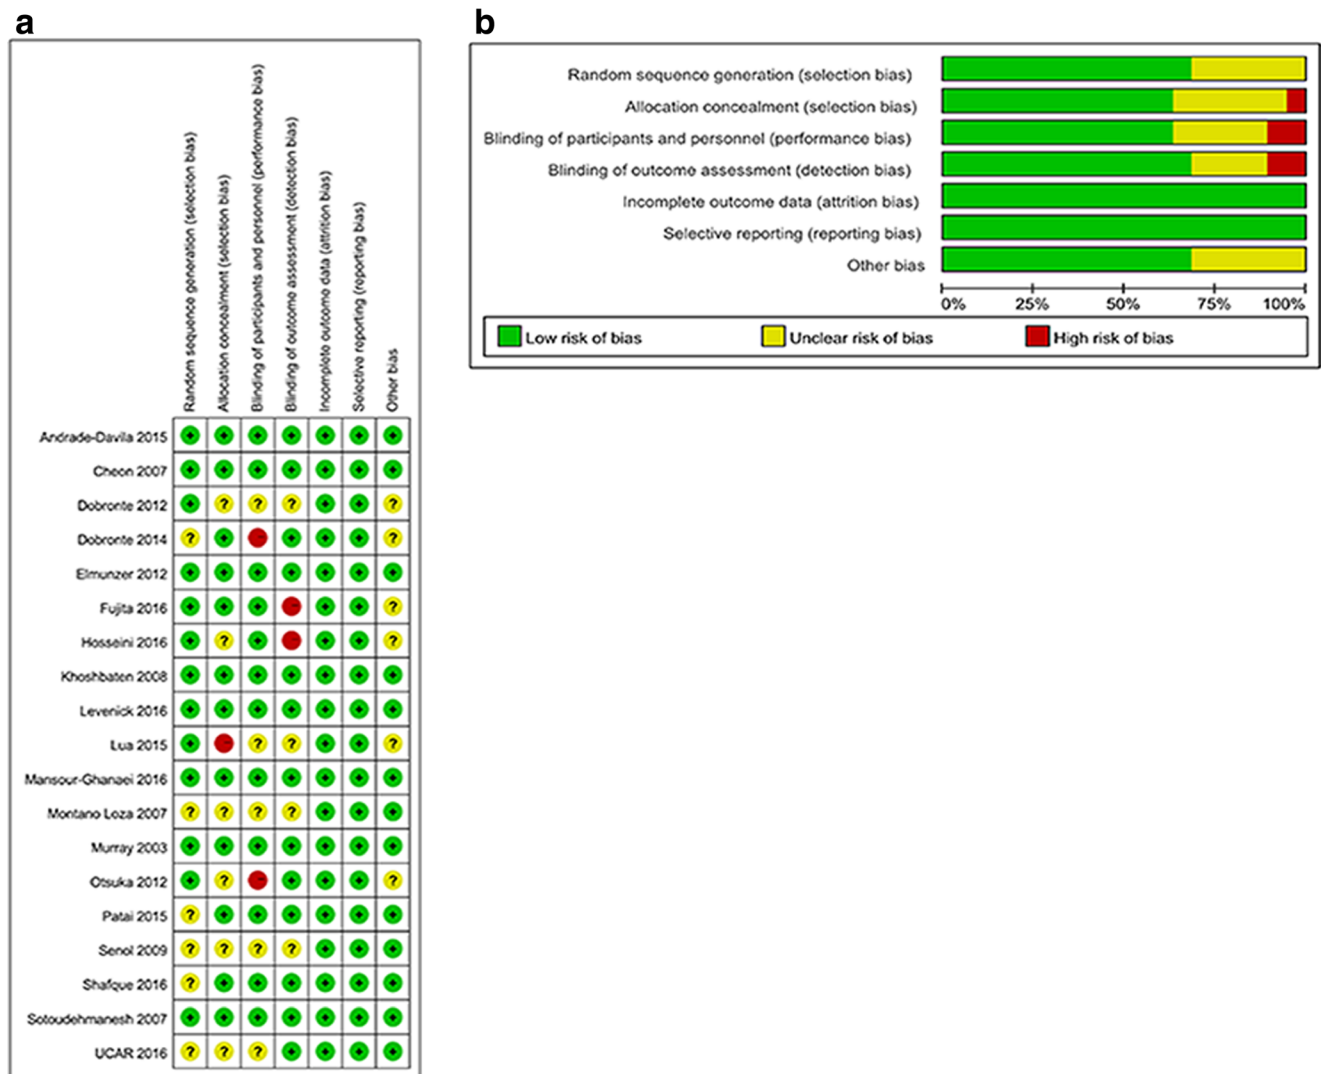 a
Random sequence generation (selection bias)
Allocation concealment (selection bias)
Blinding of participants and personnel (performance bias)
Blinding of outcome assessment (detection bias)
Incomplete outcome data (attrition bias)
Selective reporting (reporting bias)
Other bias
Andrade-Davila 2015 + + + + + + +
Cheon 2007 + + + + + + +
Dobronte 2012 + ? ? ? + + ?
Dobronte 2014 ? + - + + + ?
Elmunzer 2012 + + + + + + +
Fujita 2016 + + + - + + ?
Hosseini 2016 + ? + - + + ?
Khoshbaten 2008 + + + + + + +
Levenick 2016 + + + + + + +
Lua 2015 + - ? ? + + ?
Mansour-Ghanaei 2016 + + + + + + +
Montano Loza 2007 ? ? ? ? + + +
Murray 2003 + + + + + + +
Otsuka 2012 + ? - + + + ?
Patai 2015 ? + + + + + +
Senol 2009 ? ? ? ? + + +
Shafque 2016 ? + + + + + +
Sotoudehmanesh 2007 + + + + + + +
UCAR 2016 ? ? ? + + + +
b
Random sequence generation (selection bias)
Allocation concealment (selection bias)
Blinding of participants and personnel (performance bias)
Blinding of outcome assessment (detection bias)
Incomplete outcome data (attrition bias)
Selective reporting (reporting bias)
Other bias
0% 25% 50% 75% 100%
Low risk of bias Unclear risk of bias High risk of bias